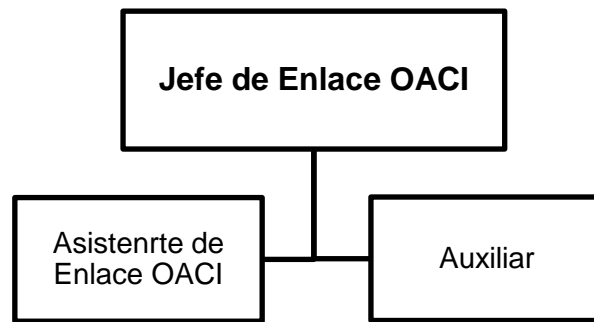 Jefe de Enlace OACI
Asistenrte de
Enlace OACI
Auxiliar